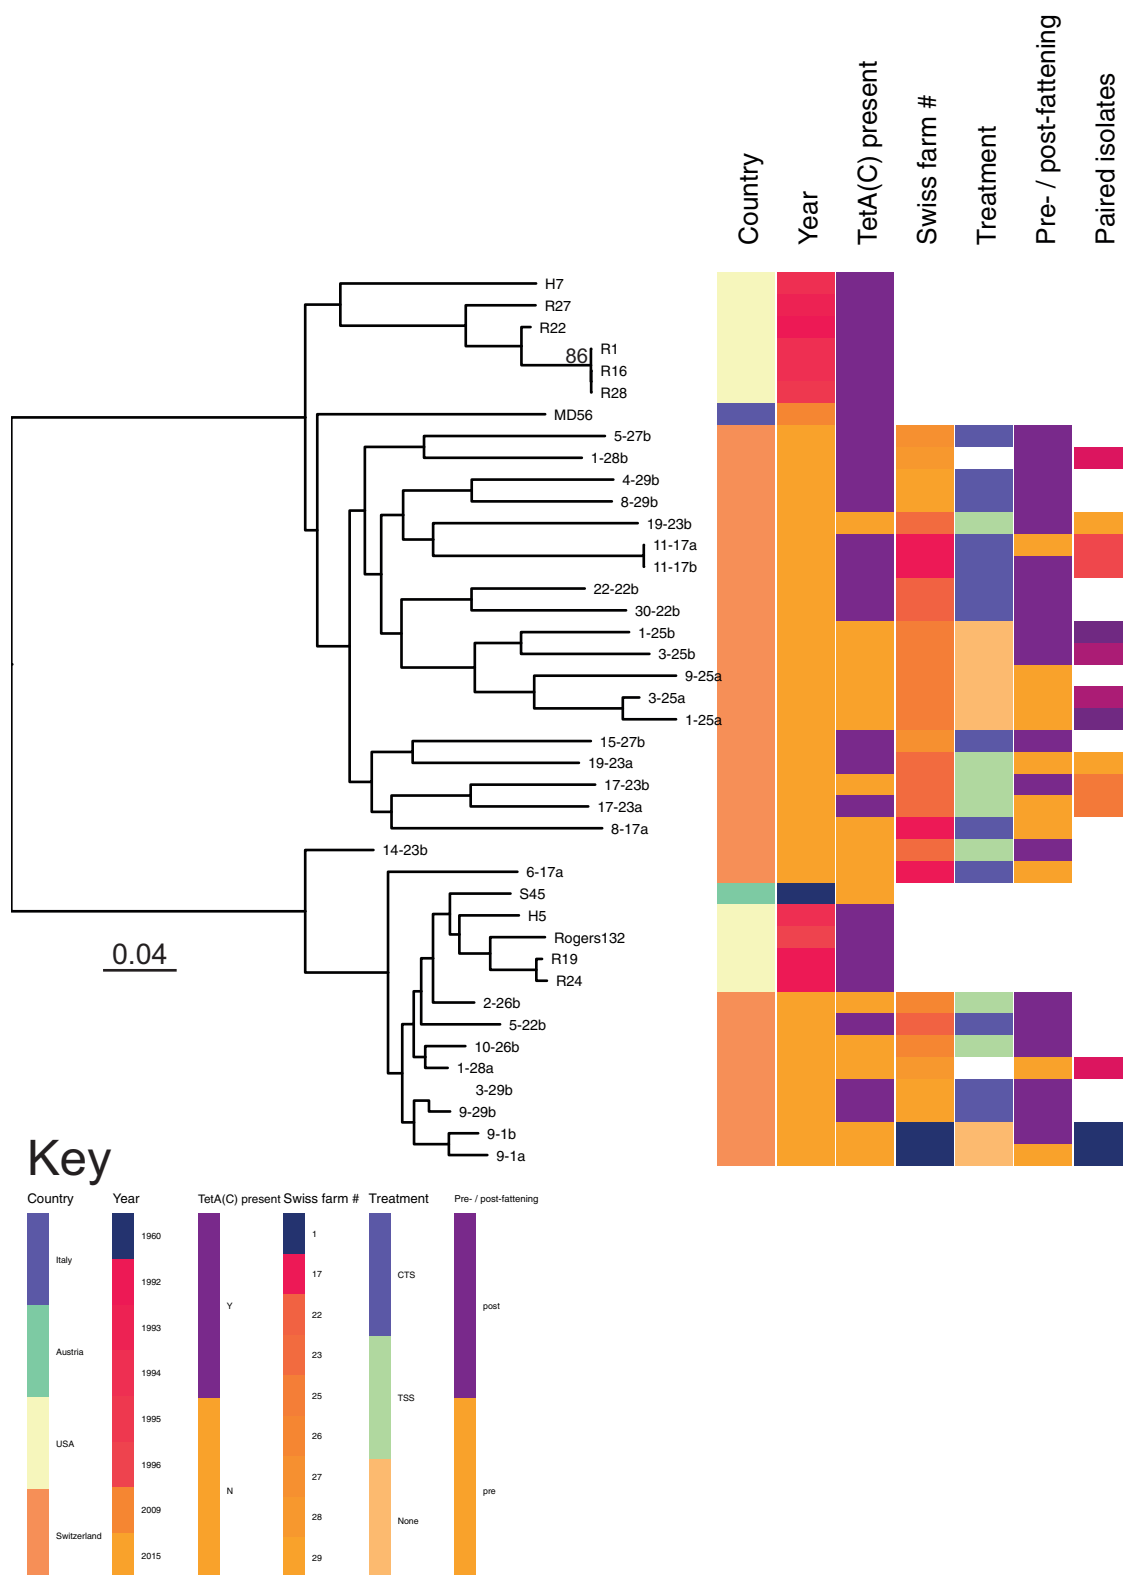 Country
Year
TetA(C) present
Swiss farm #
Treatment
Pre- / post-fattening
Paired isolates
H7
R27
R22
86
R1
R16
R28
MD56
5-27b
1-28b
4-29b
8-29b
19-23b
11-17a
11-17b
22-22b
30-22b
1-25b
3-25b
9-25a
3-25a
1-25a
15-27b
19-23a
17-23b
17-23a
8-17a
14-23b
6-17a
S45
H5
Rogers132
R19
R24
0.04
2-26b
5-22b
10-26b
1-28a
3-29b
9-29b
9-1b
9-1a
Key
Country
Italy
Austria
USA
Switzerland
Year
1960
1992
1993
1994
1995
1996
2009
2015
TetA(C) present
Y
N
Swiss farm #
1
17
22
23
25
26
27
28
29
Treatment
CTS
TSS
None
Pre- / post-fattening
post
pre